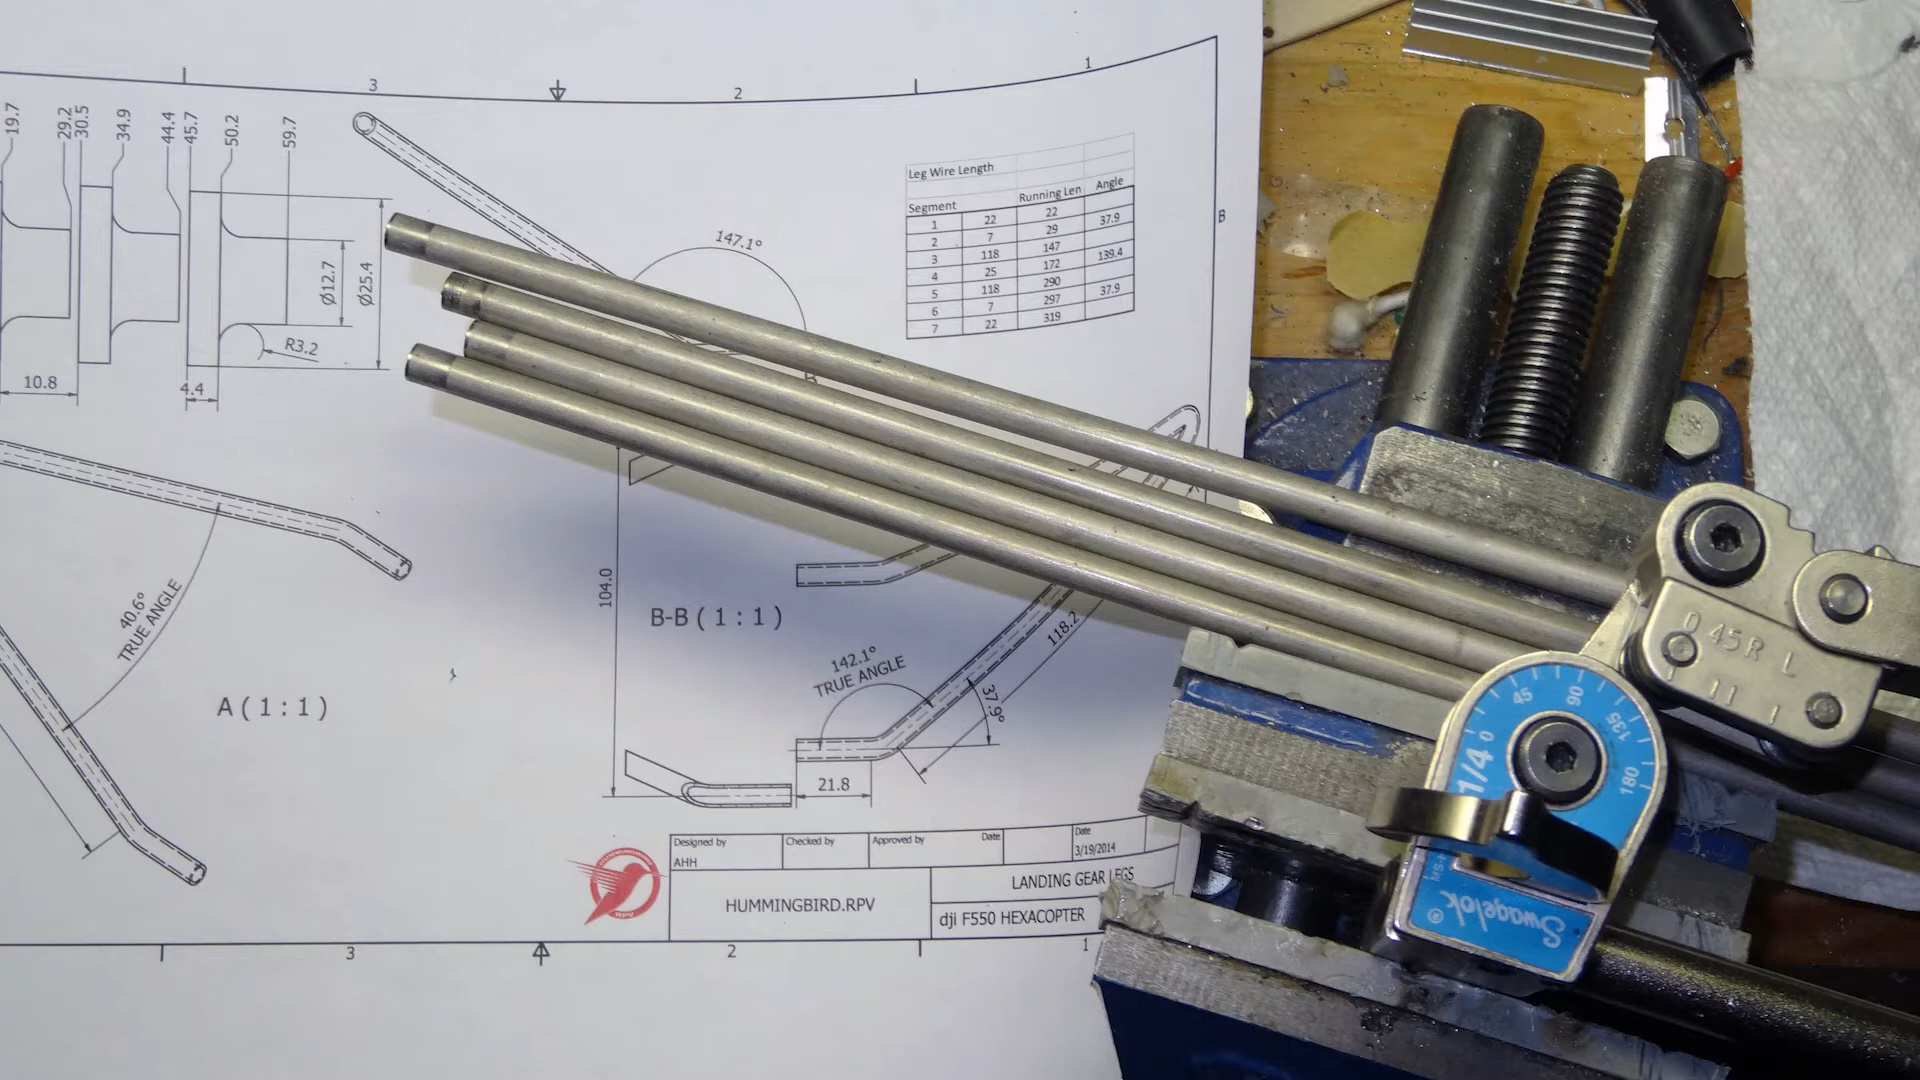 3
2
1
19.7
29.2
30.5
34.9
44.4
45.7
50.2
59.7
Ø12.7
Ø25.4
R3.2
10.8
4.4
147.1°
Leg Wire Length
Segment Running Len Angle
1 22 22 37.9
2 7 29
3 118 147 139.4
4 25 172
5 118 290 37.9
6 7 297
7 22 319
B
40.6°
TRUE ANGLE
A ( 1 : 1 )
104.0
B-B ( 1 : 1 )
142.1°
TRUE ANGLE
118.2
37.9°
21.8
Designed by
AHH
Checked by
Approved by
Date
Date
3/19/2014
HUMMINGBIRD.RPV
LANDING GEAR LEGS
dji F550 HEXACOPTER
RPV
3
2
1
0 45 R L
0 45 90 135 180
1/4
Swagelok®